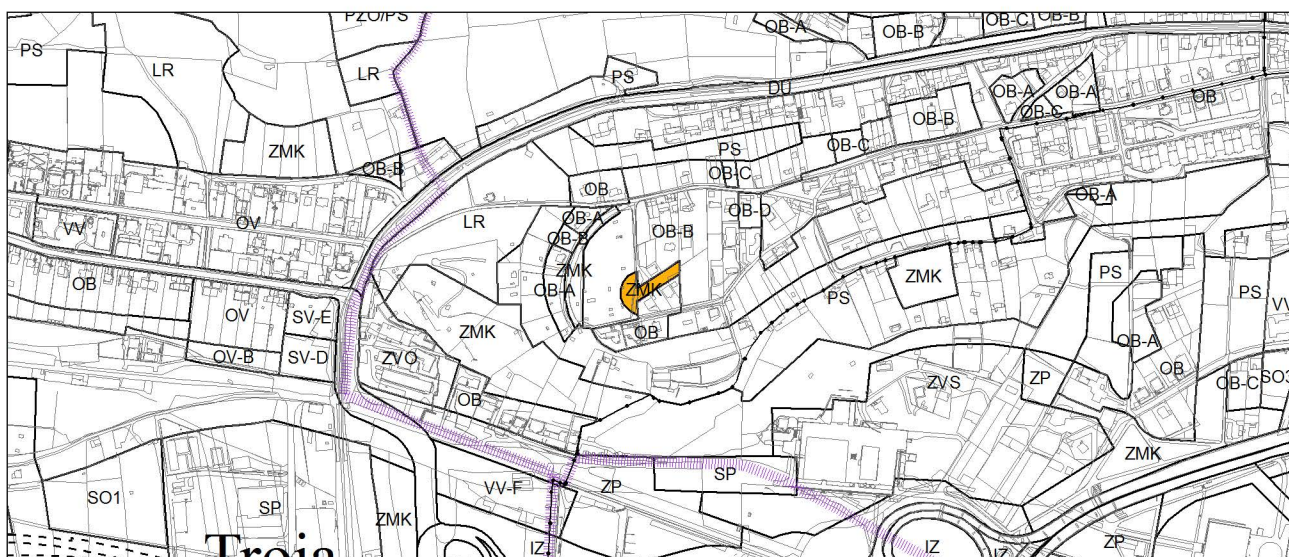 PZO/PS
OB-A
OB-C
OB-B
OB-B
PS
LR
LR
PS
DU
OB-A
OB-A
OB-C
OB
OB-B
OB-C
ZMK
OB-B
PS
OB-C
OB
OB-A
OB-D
OB-A
LR
OV
VV
OB-B
OB-B
ZMK
OB-A
ZMK
PS
ZMK
PS
PS
OB
OV
SV-E
ZMK
OB
OV-B
SV-D
ZVO
OB-A
OB
OB
ZVS
ZP
OB-C
SO3
ZMK
SO1
SP
ZMK
VV-F
ZP
SP
Troja
IZ
IZ
IZ
ZP